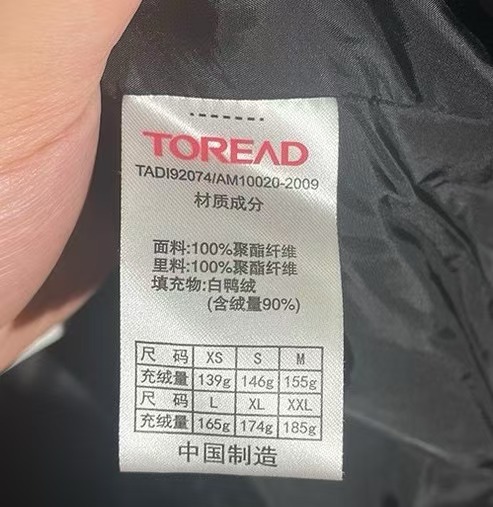 TOREAD
TADI92074/AM10020-2009
材质成分
面料:100%聚酯纤维
里料:100%聚酯纤维
填充物:白鸭绒
(含绒量90%)
尺 码 XS S M
充绒量 139g 146g 155g
尺 码 L XL XXL
充绒量 165g 174g 185g
中国制造